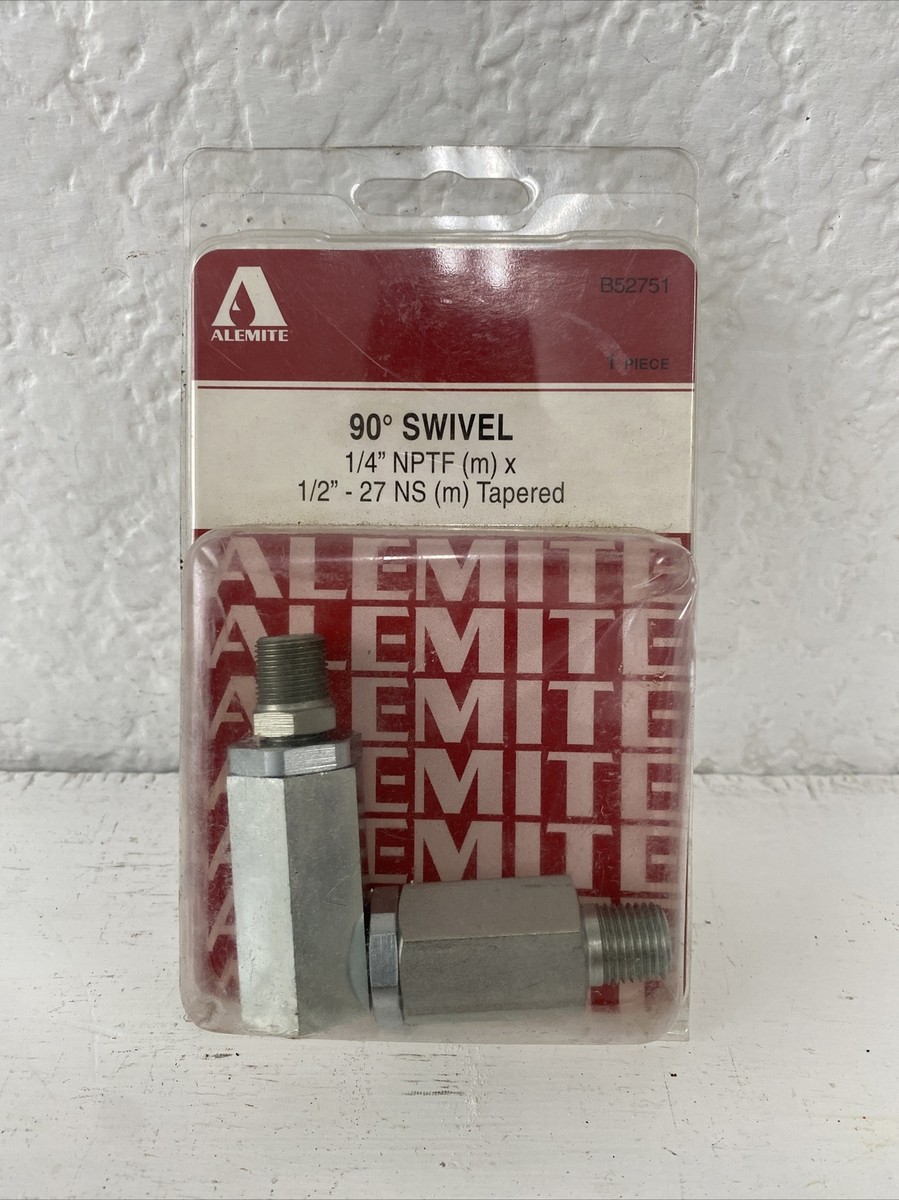 B52751
ALEMITE
1 PIECE
90° SWIVEL
1/4" NPTF (m) x
1/2" - 27 NS (m) Tapered
ALEMITE
ALEMITE
ALEMITE
ALEMITE
ALEMITE
A